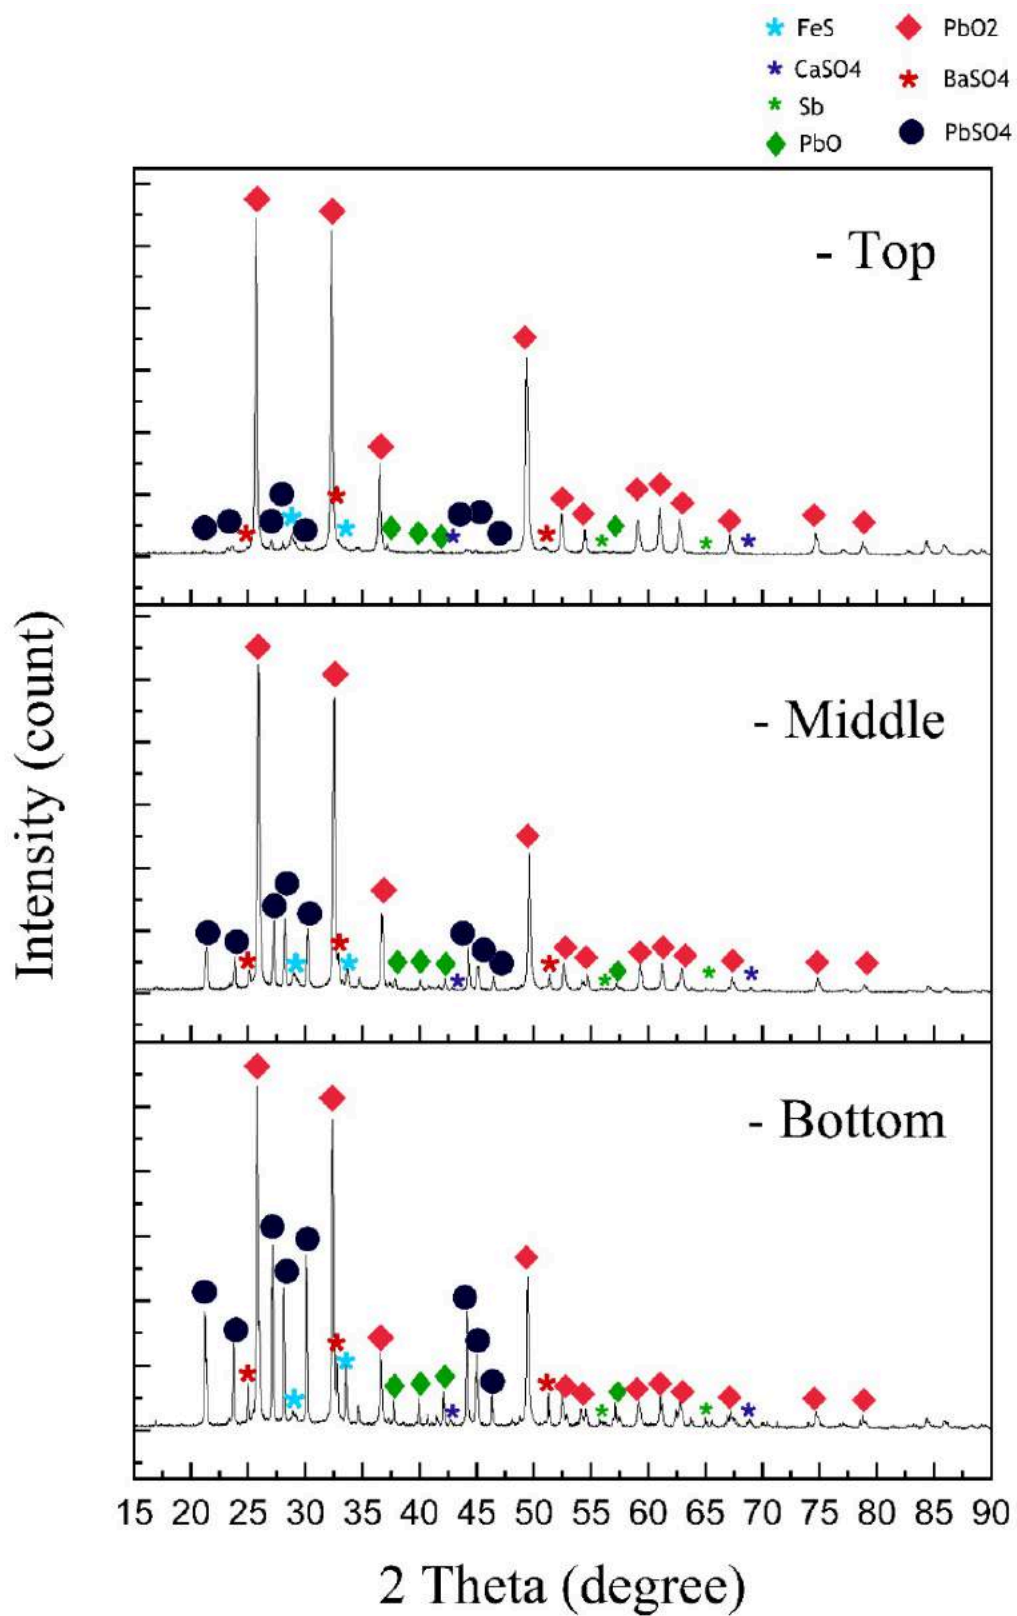 FeS
PbO2
CaSO4
BaSO4
Sb
PbO
PbSO4
- Top
- Middle
- Bottom
Intensity (count)
15 20 25 30 35 40 45 50 55 60 65 70 75 80 85 90
2 Theta (degree)